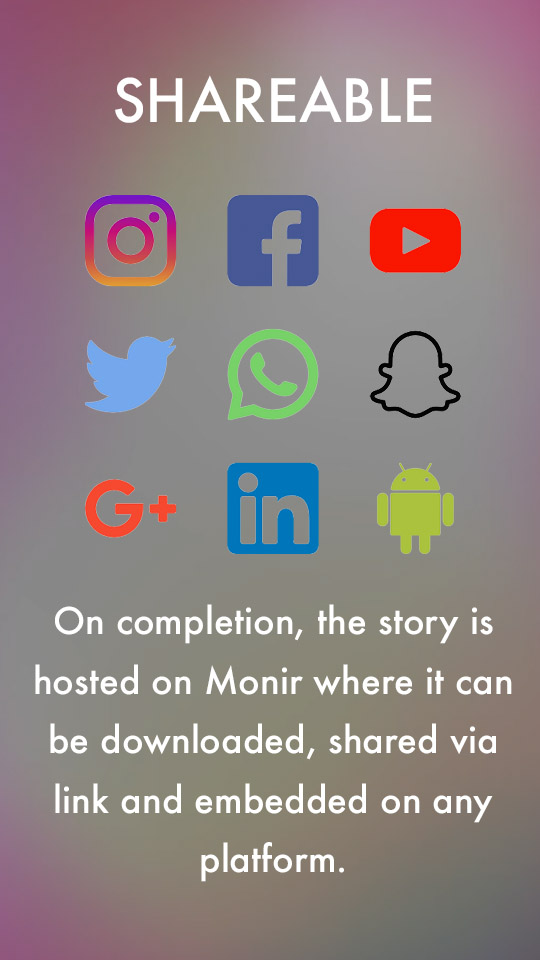 SHAREABLE
f
G+
in
On completion, the story is
hosted on Monir where it can
be downloaded, shared via
link and embedded on any
platform.